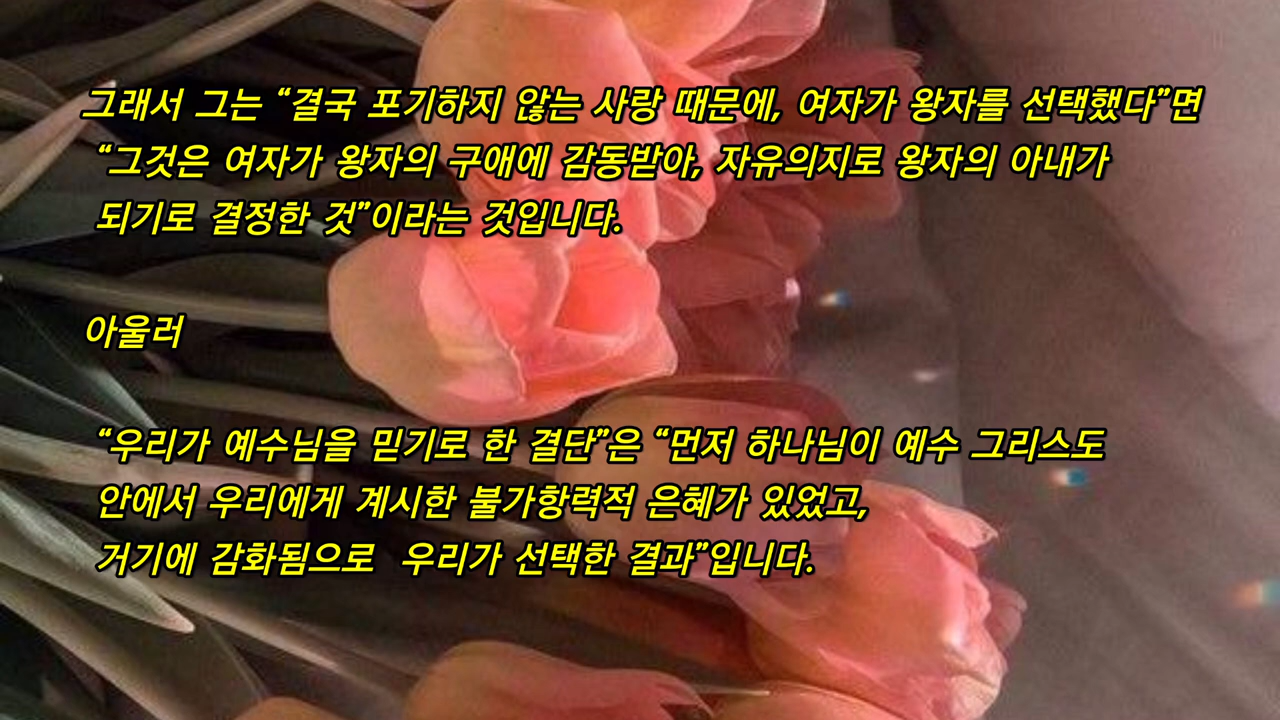 그래서 그는 “결국 포기하지 않는 사랑 때문에, 여자가 왕자를 선택했다”면
“그것은 여자가 왕자의 구애에 감동받아, 자유의지로 왕자의 아내가
되기로 결정한 것”이라는 것입니다.
아울러
“우리가 예수님을 믿기로 한 결단”은 “먼저 하나님이 예수 그리스도
안에서 우리에게 계시한 불가항력적 은혜가 있었고,
거기에 감화됨으로 우리가 선택한 결과”입니다.